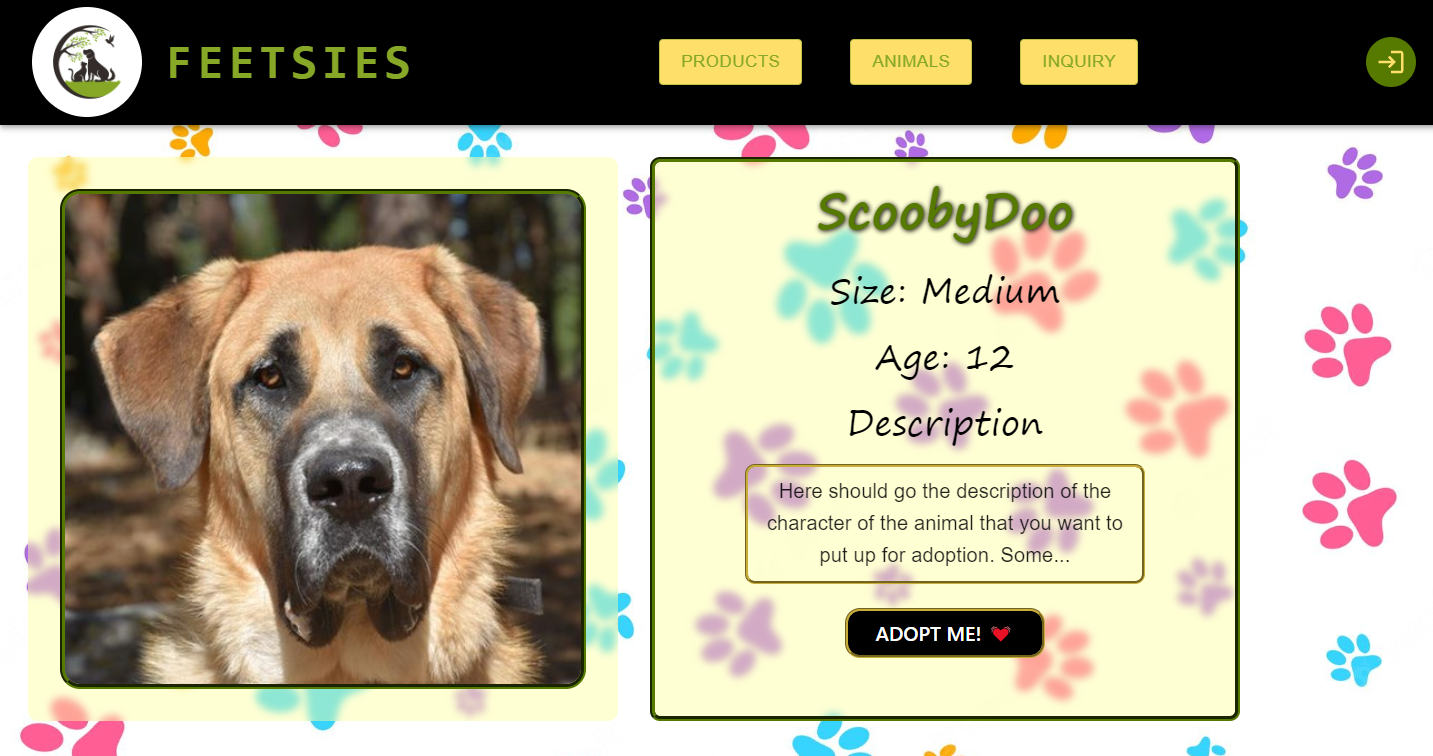 FEETSIES
PRODUCTS
ANIMALS
INQUIRY
ScoobyDoo
Size: Medium
Age: 12
Description
Here should go the description of the
character of the animal that you want to
put up for adoption. Some...
ADOPT ME!